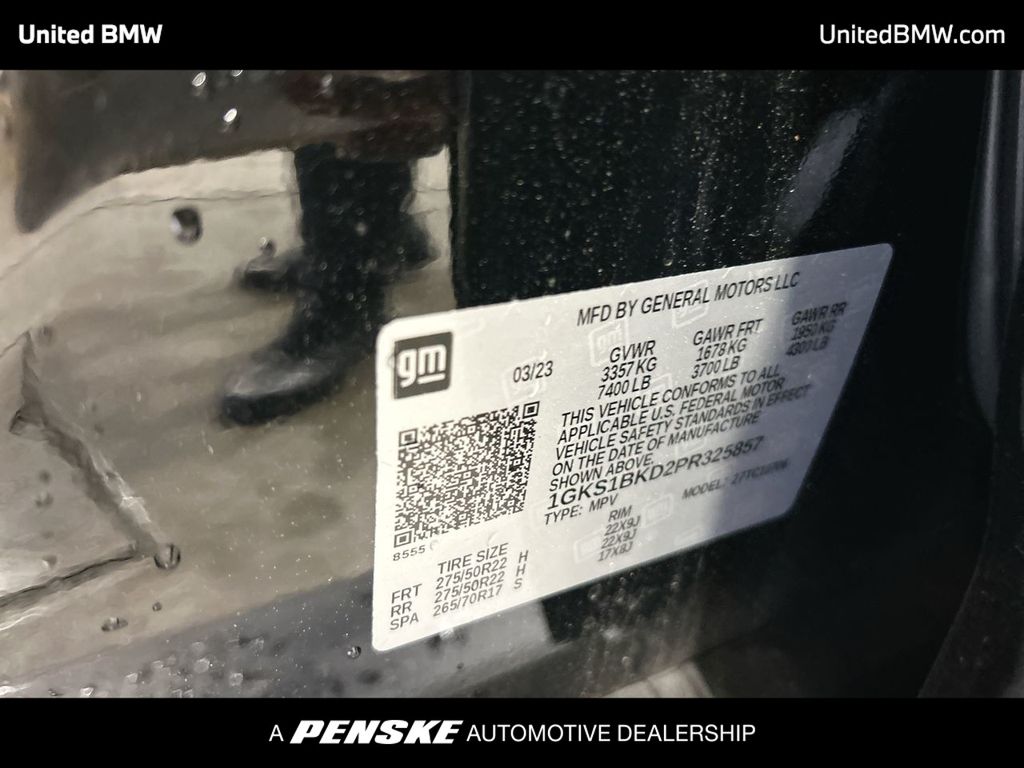 United BMW
UnitedBMW.com
MFD BY GENERAL MOTORS LLC
gm
03/23
GVWR
3357 KG
7400 LB
GAWR FRT
1678 KG
3700 LB
GAWR RR
1950 KG
4300 LB
THIS VEHICLE CONFORMS TO ALL
APPLICABLE U.S. FEDERAL MOTOR
VEHICLE SAFETY STANDARDS IN EFFECT
ON THE DATE OF MANUFACTURE
SHOWN ABOVE.
1GKS1BKD2PR325857
TYPE: MPV
MODEL:
8555
TIRE SIZE
RIM
FRT 275/50R22 H 22X9J
RR 275/50R22 H 22X9J
SPA 265/70R17 S 17X8J
A PENSKE AUTOMOTIVE DEALERSHIP